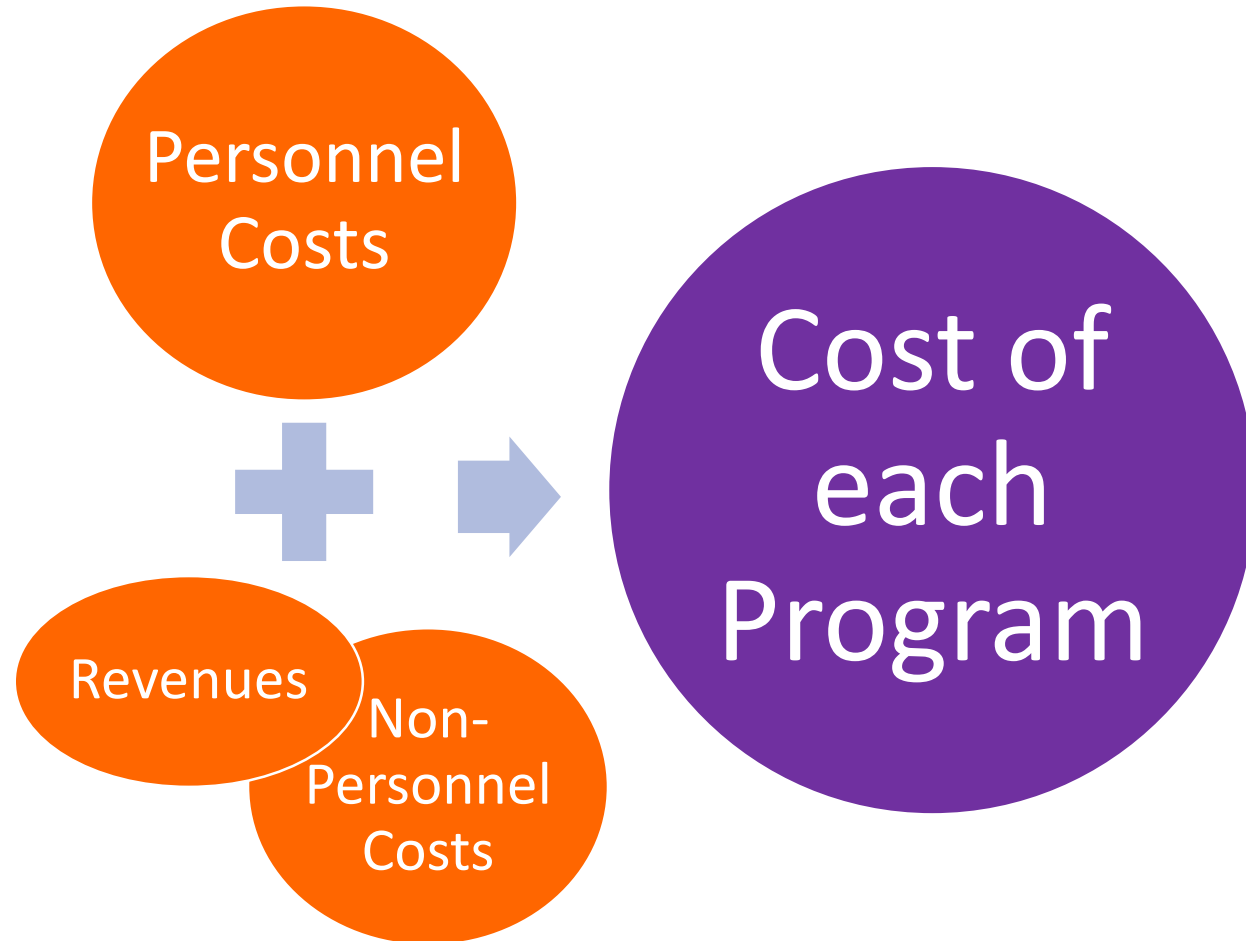 Personnel
Costs
Revenues
Non-
Personnel
Costs
Cost of
each
Program